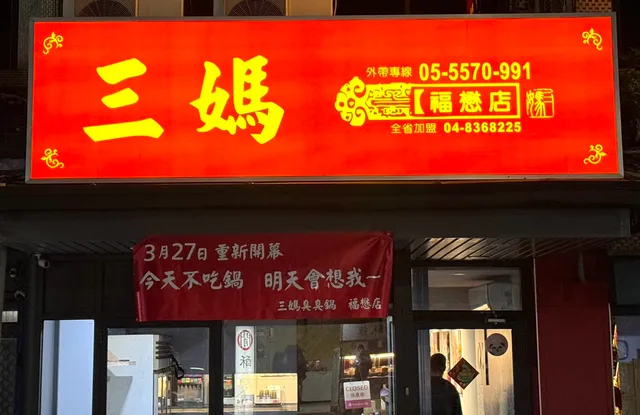 三媽
外帶專線 05-5570-991
【福懋店
全省加盟 04-8368225
3月27日 重新開幕
今天不吃鍋 明天會想我~
三媽臭臭鍋 福懋店
CLOSED